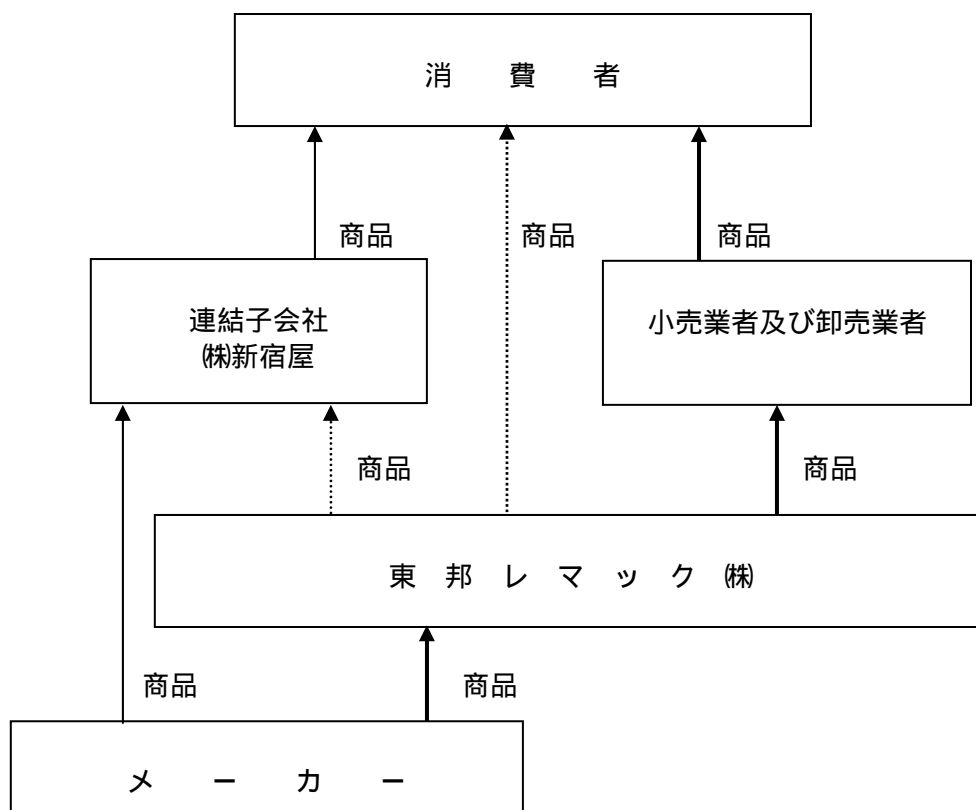 消費者
商品
商品
商品
連結子会社
㈱新宿屋
小売業者及び卸売業者
商品
商品
東邦レマック㈱
商品
商品
メーカー